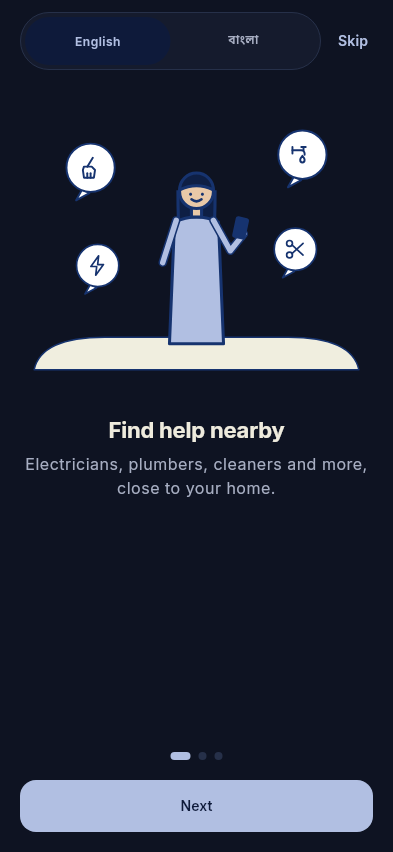 English
বাংলা
Skip
Find help nearby
Electricians, plumbers, cleaners and more,
close to your home.
Next